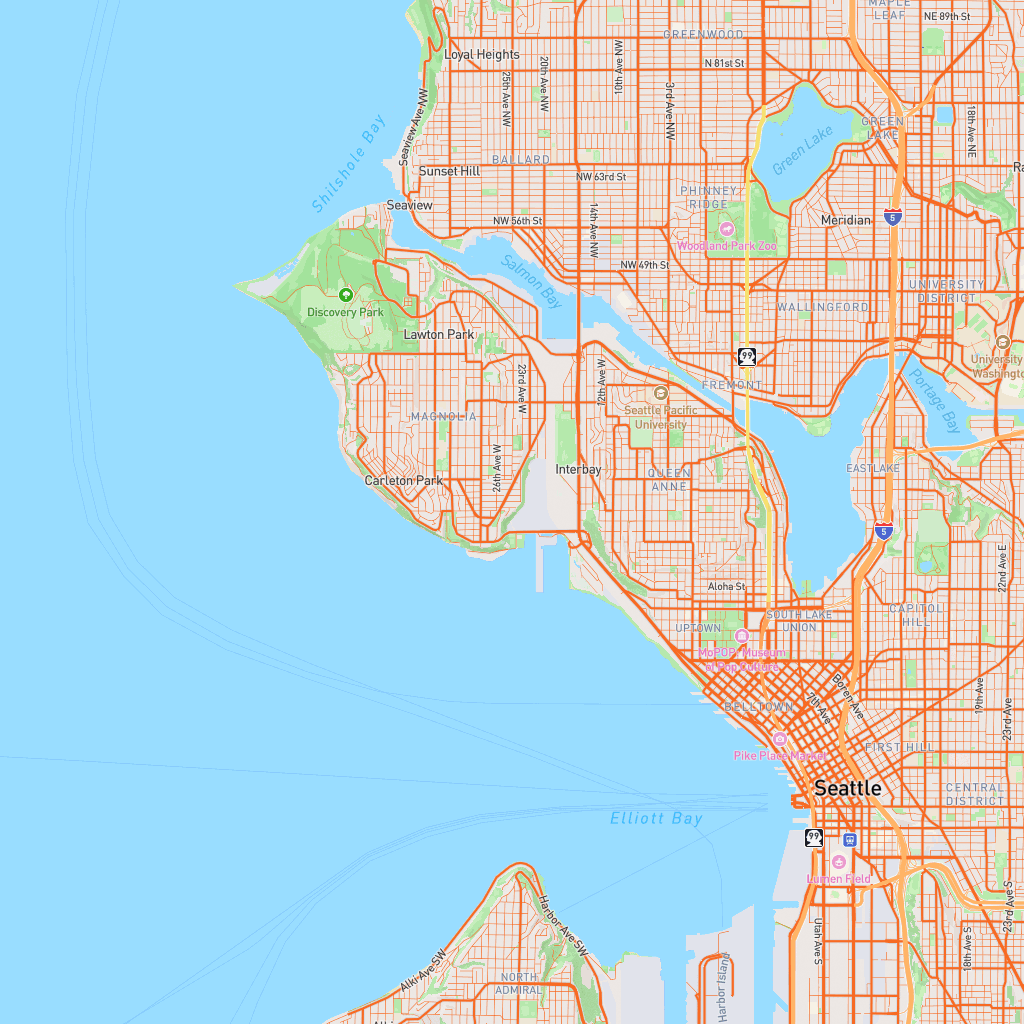 MAPLE
LEAF
NE 89th St
GREENWOOD
Loyal Heights
N 81st St
20th Ave NW
10th Ave NW
25th Ave NW
3rd Ave NW
Seaview Ave NW
18th Ave NE
GREEN
LAKE
Green Lake
Shilshole Bay
BALLARD
Sunset Hill
NW 63rd St
PHINNEY
RIDGE
Seaview
NW 56th St
14th Ave NW
Meridian
5
Woodland Park Zoo
Salmon Bay
NW 49th St
UNIVERSITY
DISTRICT
WALLINGFORD
Discovery Park
Lawton Park
99
University
Washington
23rd Ave W
12th Ave W
FREMONT
Portage Bay
MAGNOLIA
Seattle Pacific
University
26th Ave W
Interbay
QUEEN
ANNE
EASTLAKE
Carleton Park
5
22nd Ave E
Aloha St
CAPITOL
HILL
SOUTH LAKE
UNION
UPTOWN
MoPOP: Museum
of Pop Culture
Boren Ave
7th Ave
19th Ave
23rd Ave
BELLTOWN
Pike Place Market
FIRST HILL
Seattle
CENTRAL
DISTRICT
Elliott Bay
99
Lumen Field
Harbor Ave SW
23rd Ave S
Utah Ave S
18th Ave S
Alki Ave SW
NORTH
ADMIRAL
Harbor Island